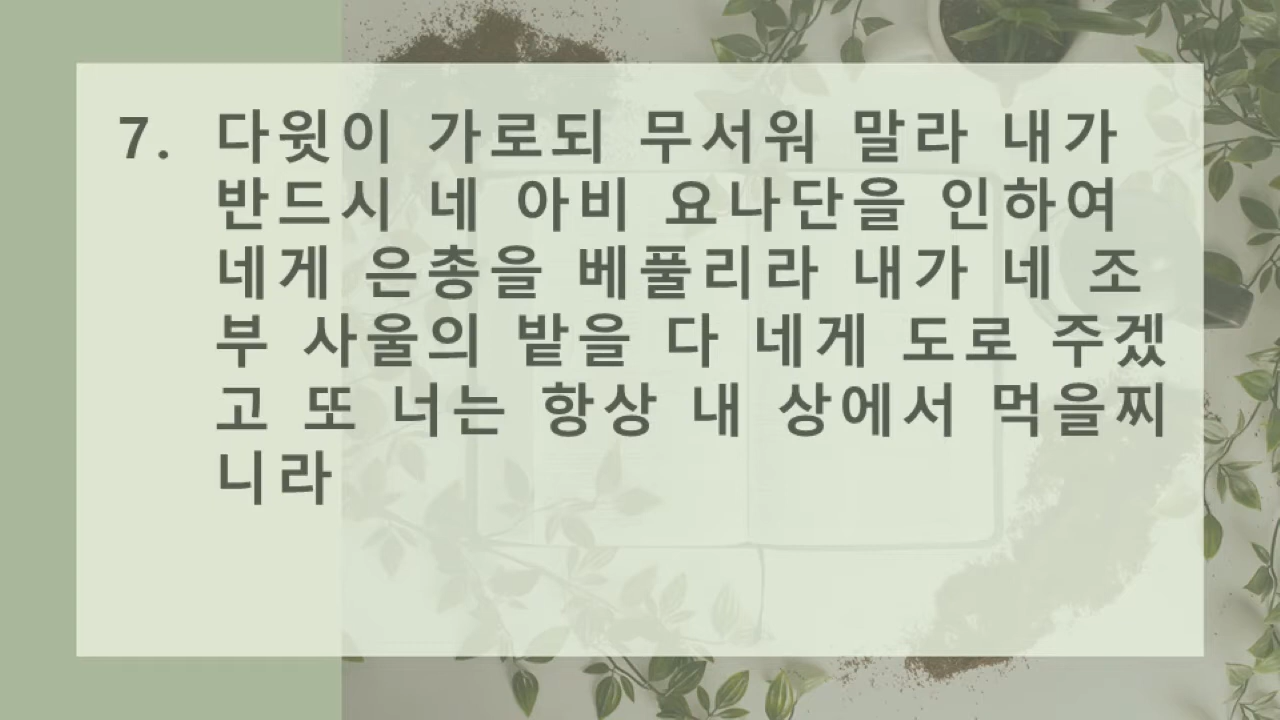 7. 다윗이 가로되 무서워 말라 내가
반드시 네 아비 요나단을 인하여
네게 은총을 베풀리라 내가 네 조
부 사울의 밭을 다 네게 도로 주겠
고 또 너는 항상 내 상에서 먹을찌
니라